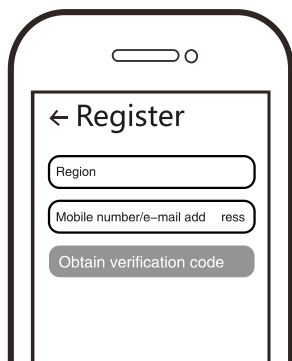 ← Register
Region
Mobile number/e-mail add ress
Obtain verification code